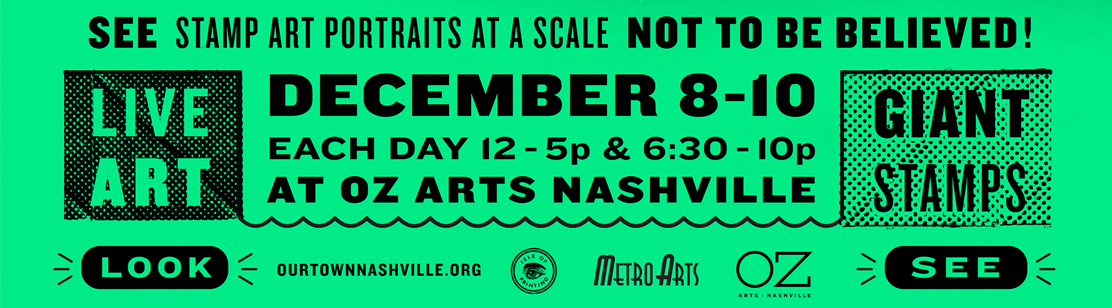 SEE STAMP ART PORTRAITS AT A SCALE NOT TO BE BELIEVED!
LIVE
ART
DECEMBER 8-10
EACH DAY 12 - 5p & 6:30 - 10p
AT OZ ARTS NASHVILLE
GIANT
STAMPS
LOOK
OURTOWNNASHVILLE.ORG
ISLE OF
PRINTING
METROARTS
OZ
ARTS • NASHVILLE
SEE